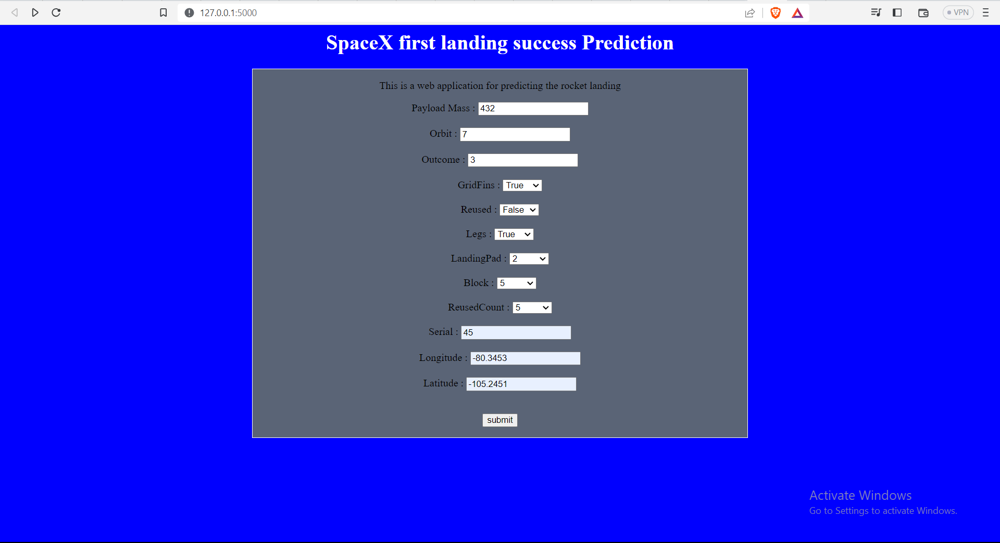 127.0.0.1:5000
VPN
SpaceX first landing success Prediction
This is a web application for predicting the rocket landing
Payload Mass : 432
Orbit : 7
Outcome : 3
GridFins : True
Reused : False
Legs : True
LandingPad : 2
Block : 5
ReusedCount : 5
Serial : 45
Longitude : -80.3453
Latitude : -105.2451
submit
Activate Windows
Go to Settings to activate Windows.